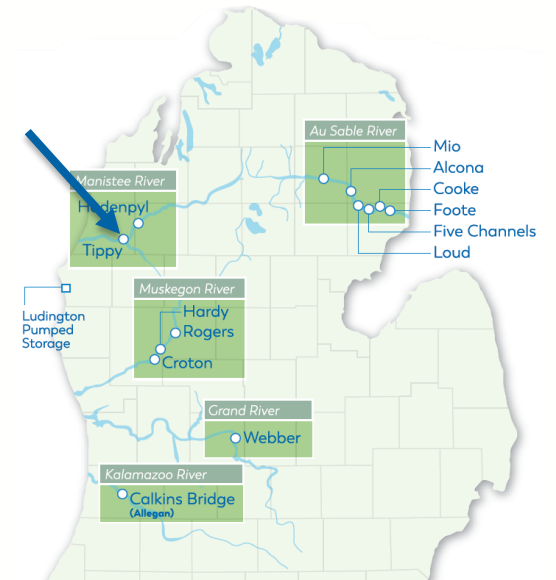 Au Sable River
Mio
Alcona
Cooke
Foote
Five Channels
Loud
Manistee River
Hodenpyl
Tippy
Ludington
Pumped
Storage
Muskegon River
Hardy
Rogers
Croton
Grand River
Webber
Kalamazoo River
Calkins Bridge
(Allegan)